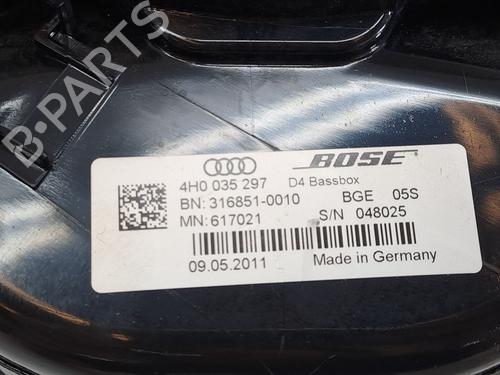 B-PARTS
BOSE
4H0 035 297 D4 Bassbox
BN: 316851-0010 BGE 05S
MN: 617021 S/N 048025
09.05.2011 Made in Germany